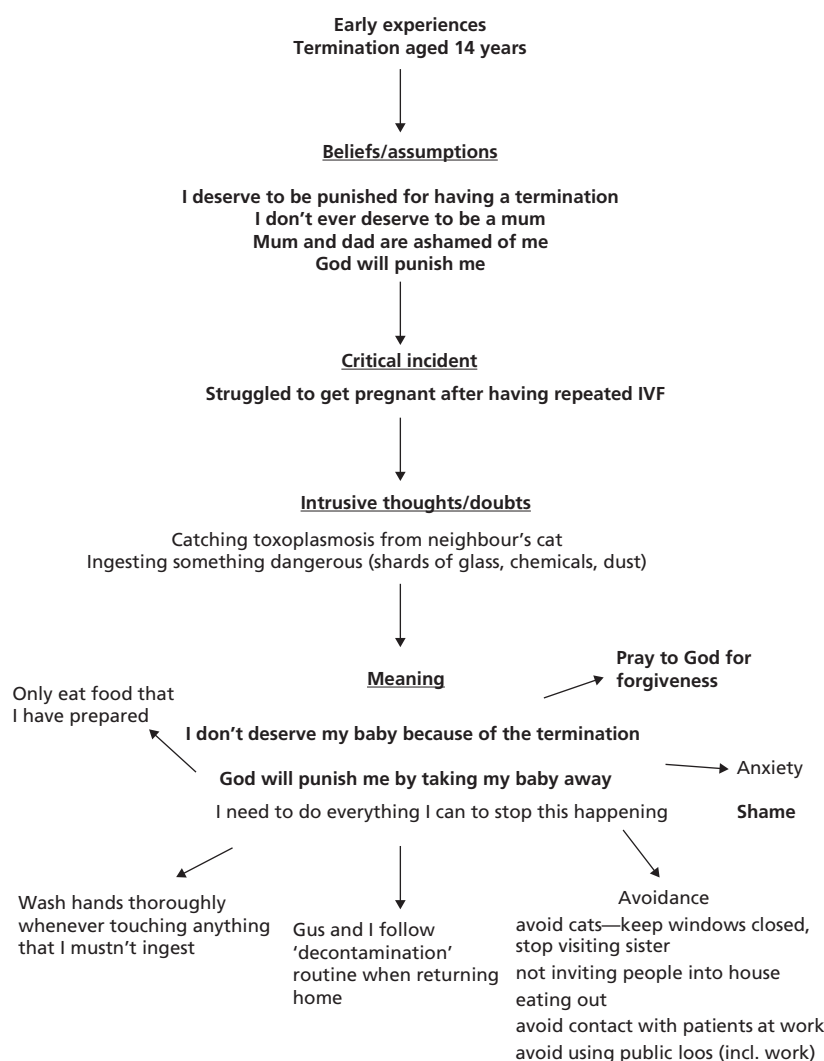 Early experiences
Termination aged 14 years
Beliefs/assumptions
I deserve to be punished for having a termination
I don't ever deserve to be a mum
Mum and dad are ashamed of me
God will punish me
Critical incident
Struggled to get pregnant after having repeated IVF
Intrusive thoughts/doubts
Catching toxoplasmosis from neighbour's cat
Ingesting something dangerous (shards of glass, chemicals, dust)
Meaning
Pray to God for
forgiveness
Only eat food that
I have prepared
I don't deserve my baby because of the termination
God will punish me by taking my baby away
I need to do everything I can to stop this happening
Anxiety
Shame
Wash hands thoroughly
whenever touching anything
that I mustn't ingest
Gus and I follow
'decontamination'
routine when returning
home
Avoidance
avoid cats—keep windows closed,
stop visiting sister
not inviting people into house
eating out
avoid contact with patients at work
avoid using public loos (incl. work)